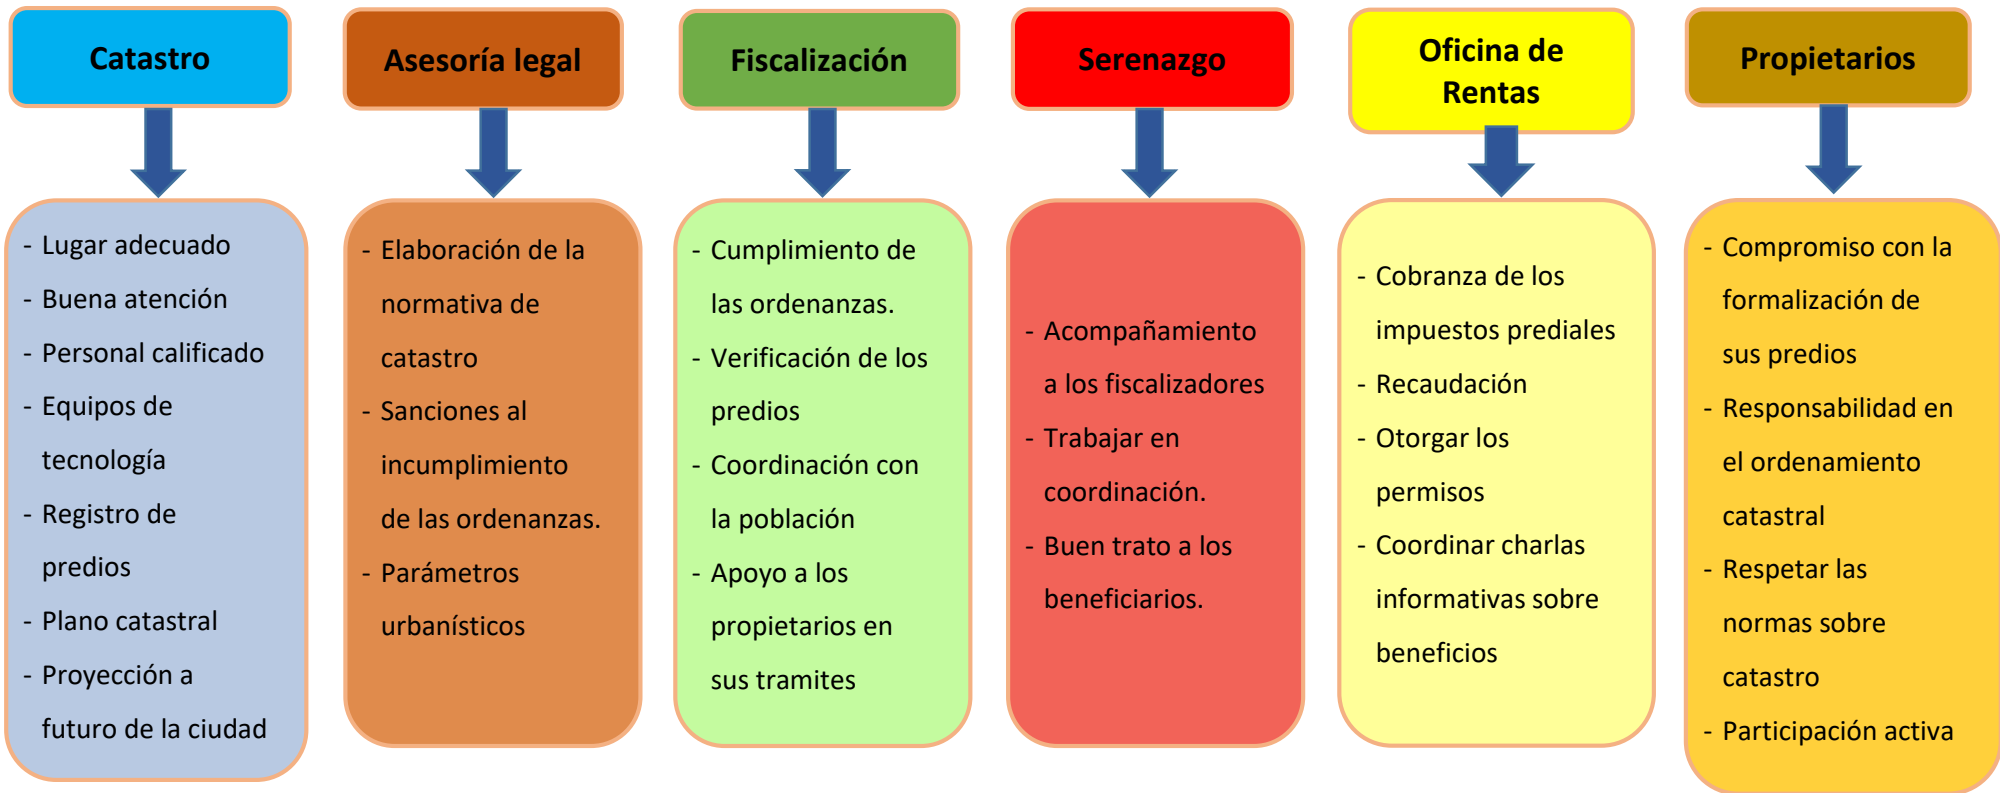 Catastro
- Lugar adecuado
- Buena atención
- Personal calificado
- Equipos de
tecnología
- Registro de
predios
- Plano catastral
- Proyección a
futuro de la ciudad
Asesoría legal
- Elaboración de la
normativa de
catastro
- Sanciones al
incumplimiento
de las ordenanzas.
- Parámetros
urbanísticos
Fiscalización
- Cumplimiento de
las ordenanzas.
- Verificación de los
predios
- Coordinación con
la población
- Apoyo a los
propietarios en
sus tramites
Serenazgo
- Acompañamiento
a los fiscalizadores
- Trabajar en
coordinación.
- Buen trato a los
beneficiarios.
Oficina de
Rentas
- Cobranza de los
impuestos prediales
- Recaudación
- Otorgar los
permisos
- Coordinar charlas
informativas sobre
beneficios
Propietarios
- Compromiso con la
formalización de
sus predios
- Responsabilidad en
el ordenamiento
catastral
- Respetar las
normas sobre
catastro
- Participación activa